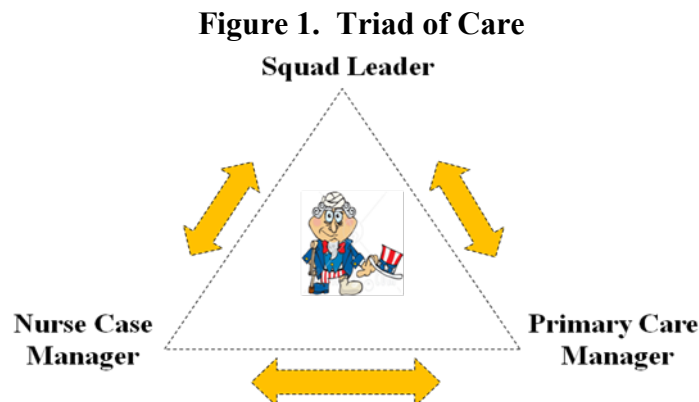 Figure 1.  Triad of Care
Squad Leader
Nurse Case
Manager
Primary Care
Manager